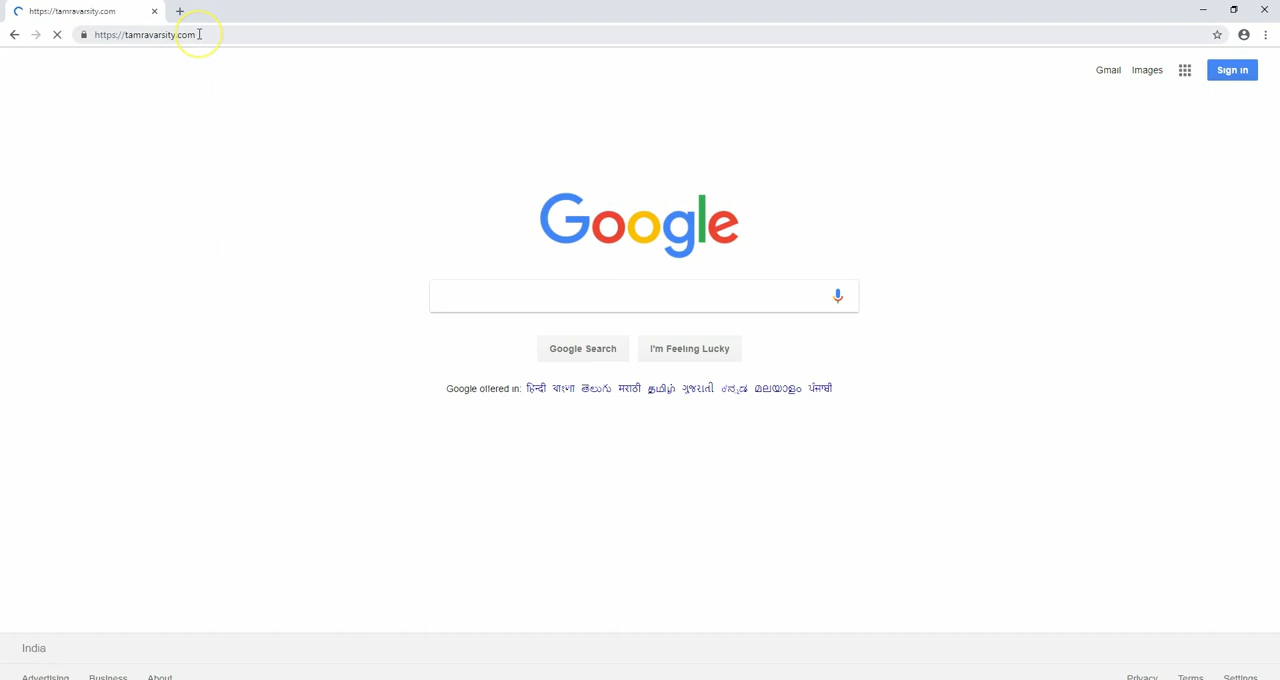 https://tamravarsity.com
https://tamravarsity.com
Gmail Images Sign in
Google
Google Search I'm Feeling Lucky
Google offered in: हिन्दी বাংলা తెలుగు मराठी தமிழ் ગુજરાતી ಕನ್ನಡ മലയാളം ਪੰਜਾਬੀ
India
Advertising Business About Privacy Terms Settings